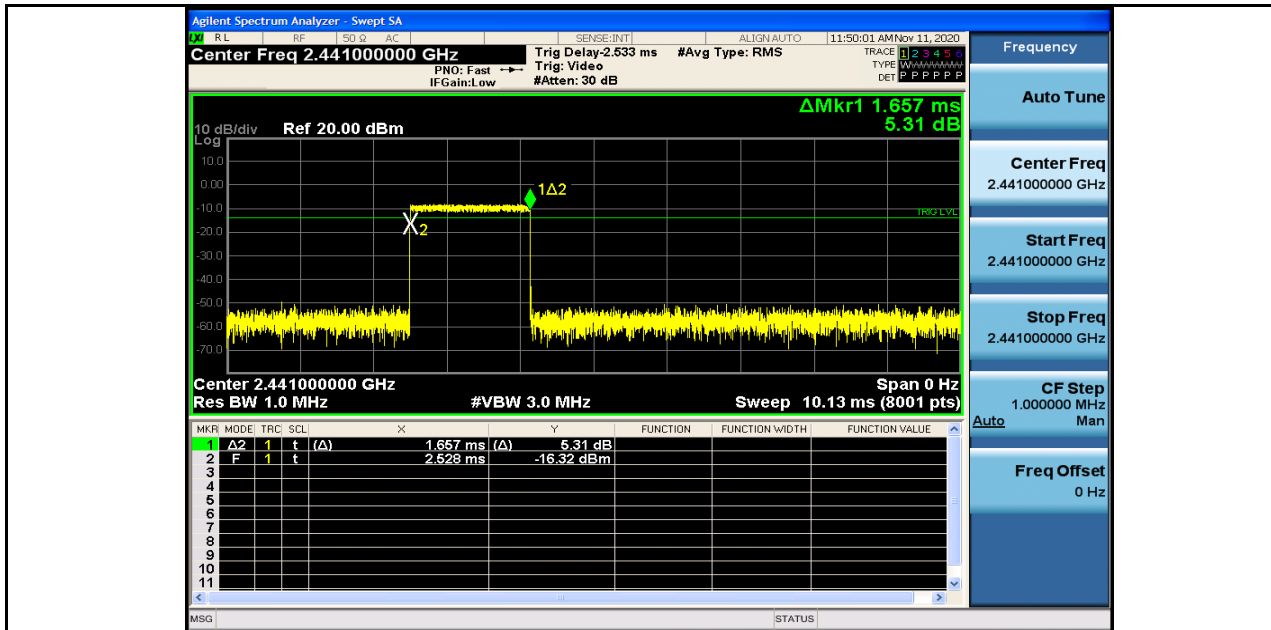 Agilent Spectrum Analyzer - Swept SA
LXI RL RF 50 Ω AC SENSE:INT ALIGN AUTO 11:50:01 AM Nov 11, 2020
Center Freq 2.441000000 GHz
PNO: Fast
IFGain:Low
Trig Delay-2.533 ms
Trig: Video
#Atten: 30 dB
#Avg Type: RMS
TRACE 1 2 3 4 5 6
TYPE WWWWWW
DET P P P P P P
ΔMkr1 1.657 ms
5.31 dB
10 dB/div Ref 20.00 dBm
Log
10.0
0.00
-10.0
-20.0
-30.0
-40.0
-50.0
-60.0
-70.0
1Δ2
2
TRIG LVL
Center 2.441000000 GHz Span 0 Hz
Res BW 1.0 MHz #VBW 3.0 MHz Sweep 10.13 ms (8001 pts)
MKR MODE TRC SCL X Y FUNCTION FUNCTION WIDTH FUNCTION VALUE
1 Δ2 1 t (Δ) 1.657 ms (Δ) 5.31 dB
2 F 1 t 2.528 ms -16.32 dBm
3
4
5
6
7
8
9
10
11
MSG STATUS
Frequency
Auto Tune
Center Freq
2.441000000 GHz
Start Freq
2.441000000 GHz
Stop Freq
2.441000000 GHz
CF Step
1.000000 MHz
Auto Man
Freq Offset
0 Hz